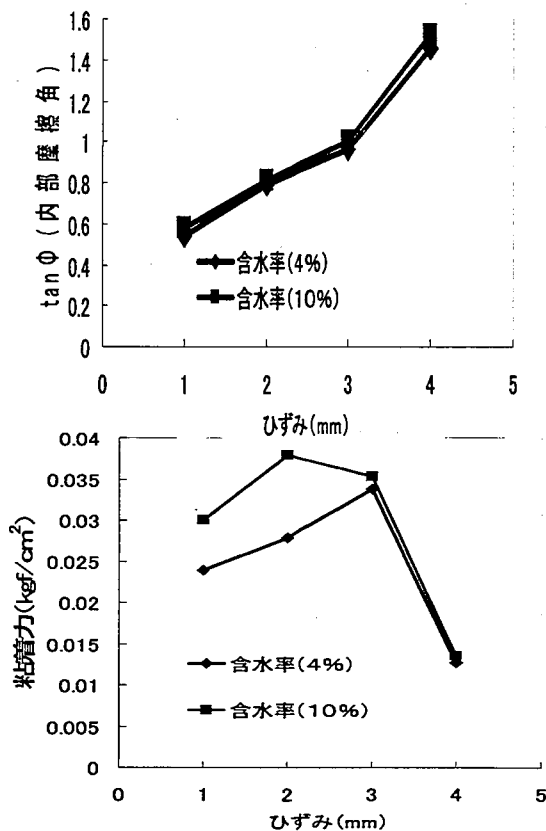 1.6
1.4
1.2
1
0.8
0.6
0.4
0.2
0
tanΦ(内部摩擦角)
含水率(4%)
含水率(10%)
0 1 2 3 4 5
ひずみ(mm)
0.04
0.035
0.03
0.025
0.02
0.015
0.01
0.005
0
粘着力(kgf/cm²)
含水率(4%)
含水率(10%)
0 1 2 3 4 5
ひずみ(mm)